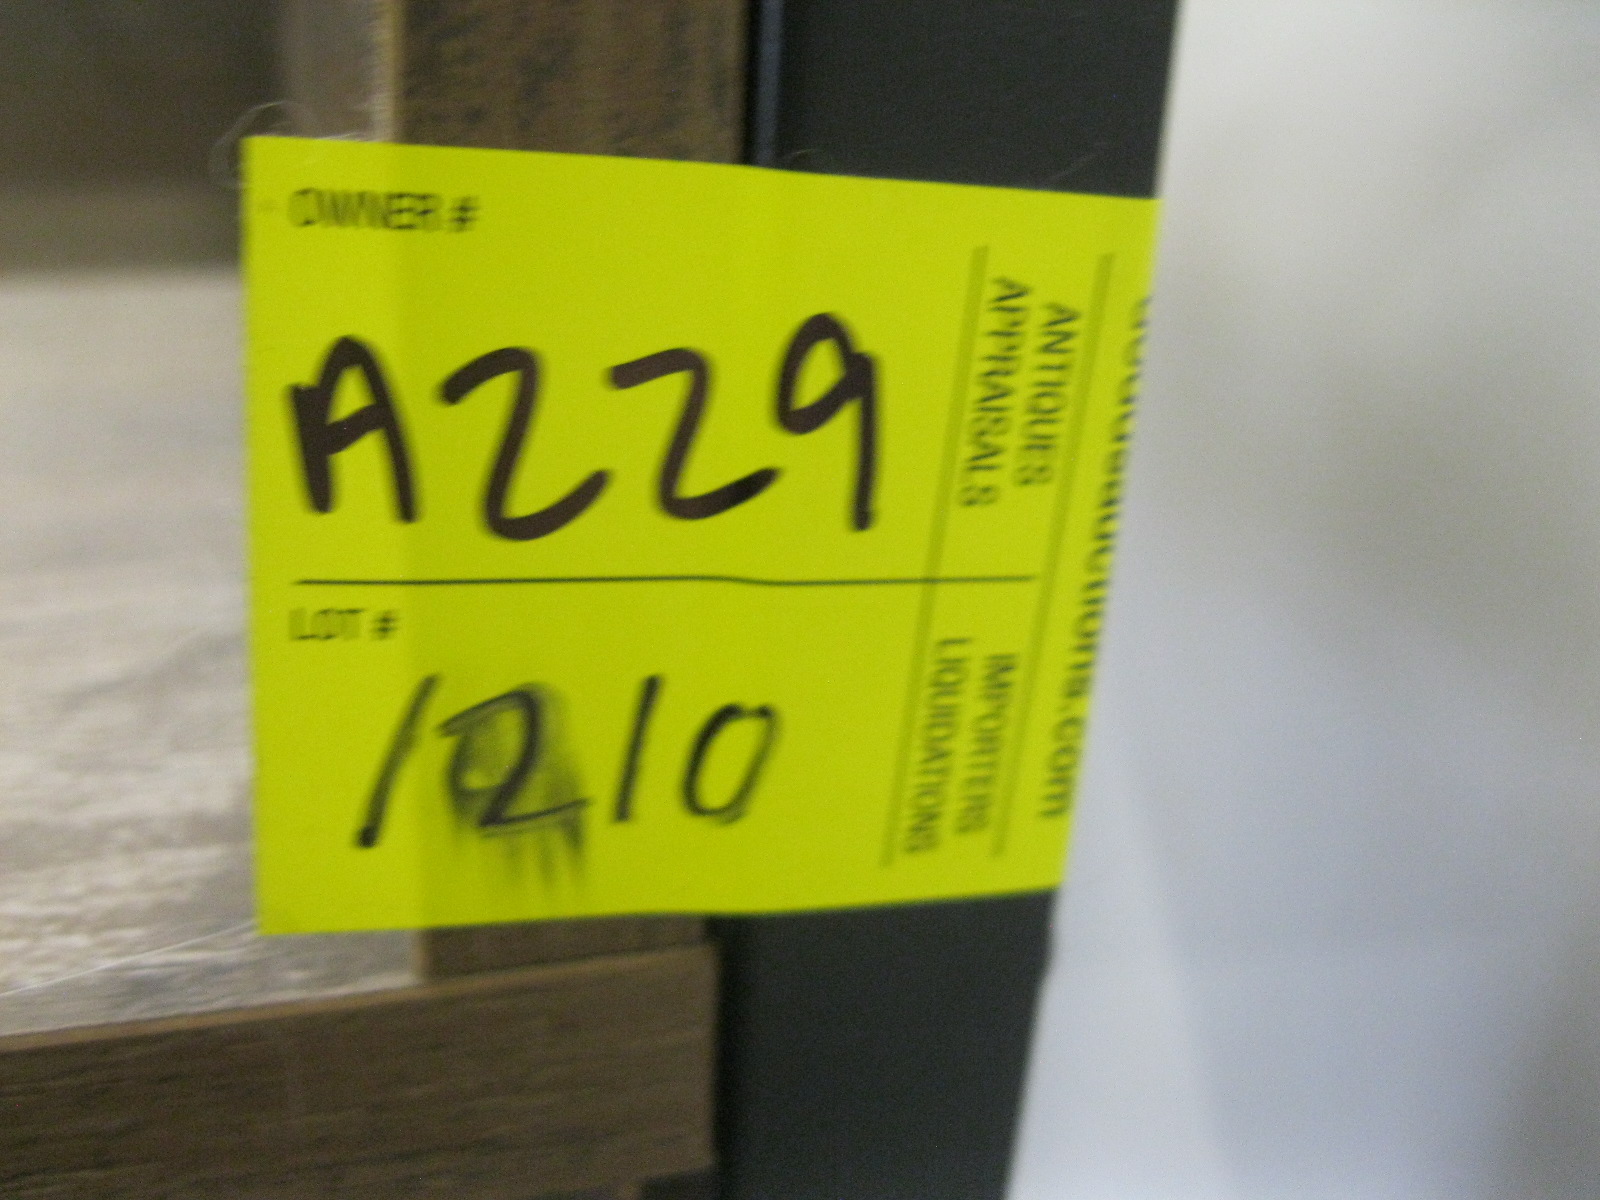 OWNER #
A229
LOT #
1210
ANTIQUES
APPRAISALS
IMPORTERS
LIQUIDATIONS